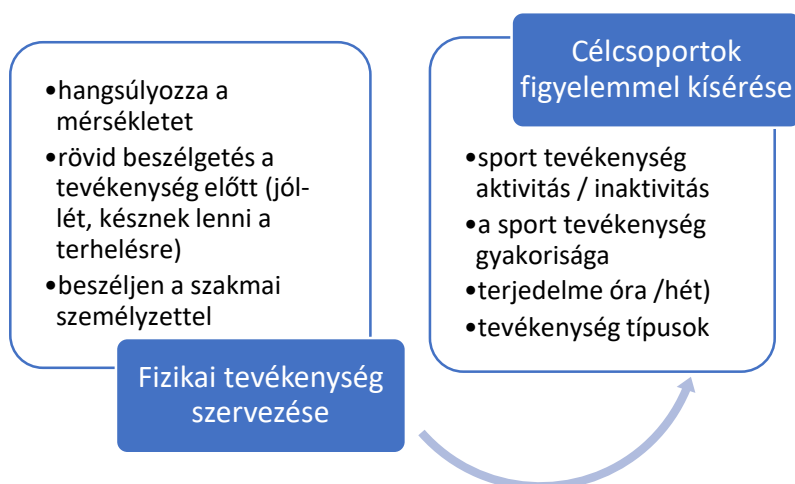 •hangsúlyozza a
mérsékletet
•rövid beszélgetés a
tevékenység előtt (jól-
lét, késznek lenni a
terhelésre)
•beszéljen a szakmai
személyzettel
Fizikai tevékenység
szervezése
Célcsoportok
figyelemmel kísérése
•sport tevékenység
aktivitás / inaktivitás
•a sport tevékenység
gyakorisága
•terjedelme óra /hét)
•tevékenység típusok